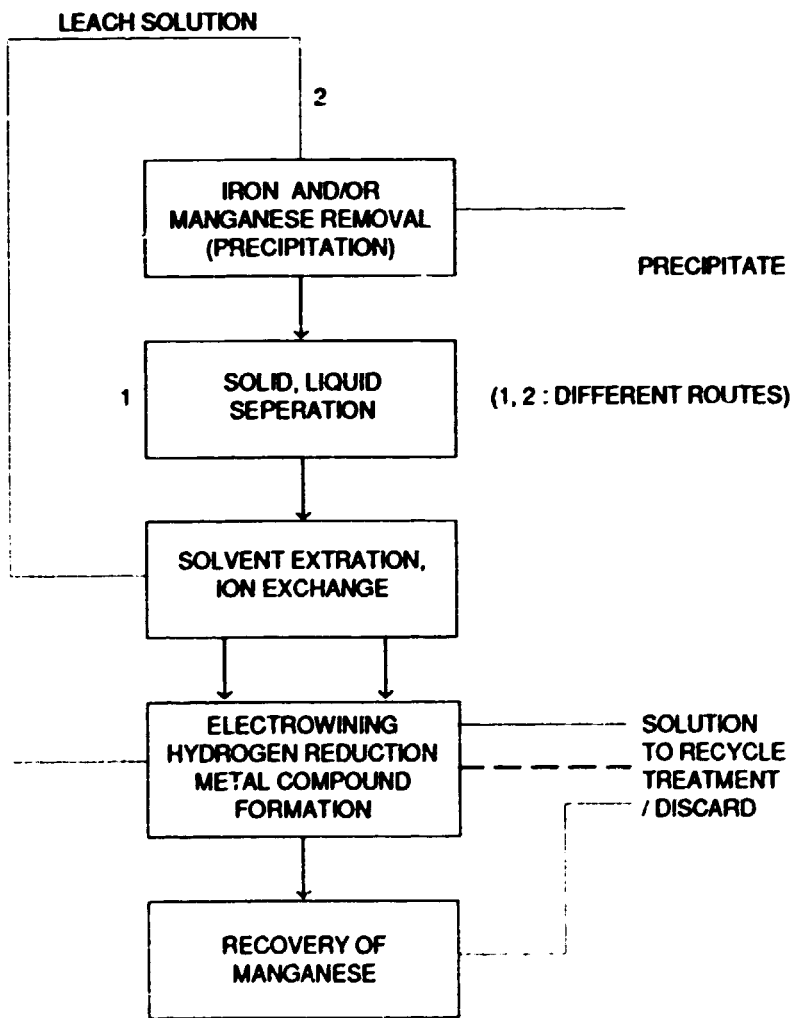 LEACH SOLUTION
2
IRON AND/OR
MANGANESE REMOVAL
(PRECIPITATION)
PRECIPITATE
1
SOLID, LIQUID
SEPERATION
(1, 2 : DIFFERENT ROUTES)
SOLVENT EXTRATION,
ION EXCHANGE
ELECTROWINING
HYDROGEN REDUCTION
METAL COMPOUND
FORMATION
SOLUTION
TO RECYCLE
TREATMENT
/ DISCARD
RECOVERY OF
MANGANESE